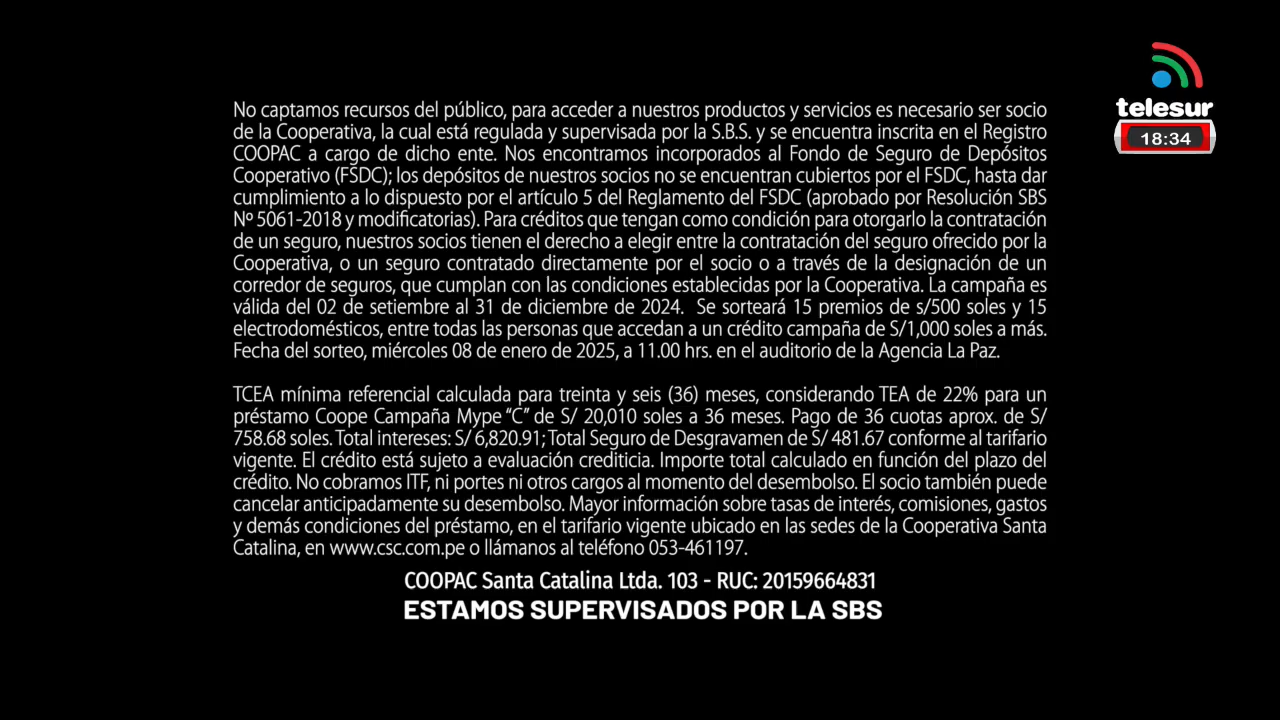 telesur
18:34
No captamos recursos del público, para acceder a nuestros productos y servicios es necesario ser socio
de la Cooperativa, la cual está regulada y supervisada por la S.B.S. y se encuentra inscrita en el Registro
COOPAC a cargo de dicho ente. Nos encontramos incorporados al Fondo de Seguro de Depósitos
Cooperativo (FSDC); los depósitos de nuestros socios no se encuentran cubiertos por el FSDC, hasta dar
cumplimiento a lo dispuesto por el artículo 5 del Reglamento del FSDC (aprobado por Resolución SBS
Nº 5061-2018 y modificatorias). Para créditos que tengan como condición para otorgarlo la contratación
de un seguro, nuestros socios tienen el derecho a elegir entre la contratación del seguro ofrecido por la
Cooperativa, o un seguro contratado directamente por el socio o a través de la designación de un
corredor de seguros, que cumplan con las condiciones establecidas por la Cooperativa. La campaña es
válida del 02 de setiembre al 31 de diciembre de 2024. Se sorteará 15 premios de s/500 soles y 15
electrodomésticos, entre todas las personas que accedan a un crédito campaña de S/1,000 soles a más.
Fecha del sorteo, miércoles 08 de enero de 2025, a 11.00 hrs. en el auditorio de la Agencia La Paz.
TCEA mínima referencial calculada para treinta y seis (36) meses, considerando TEA de 22% para un
préstamo Coope Campaña Mype “C” de S/ 20,010 soles a 36 meses. Pago de 36 cuotas aprox. de S/
758.68 soles. Total intereses: S/ 6,820.91; Total Seguro de Desgravamen de S/ 481.67 conforme al tarifario
vigente. El crédito está sujeto a evaluación crediticia. Importe total calculado en función del plazo del
crédito. No cobramos ITF, ni portes ni otros cargos al momento del desembolso. El socio también puede
cancelar anticipadamente su desembolso. Mayor información sobre tasas de interés, comisiones, gastos
y demás condiciones del préstamo, en el tarifario vigente ubicado en las sedes de la Cooperativa Santa
Catalina, en www.csc.com.pe o llámanos al teléfono 053-461197.
COOPAC Santa Catalina Ltda. 103 - RUC: 20159664831
ESTAMOS SUPERVISADOS POR LA SBS